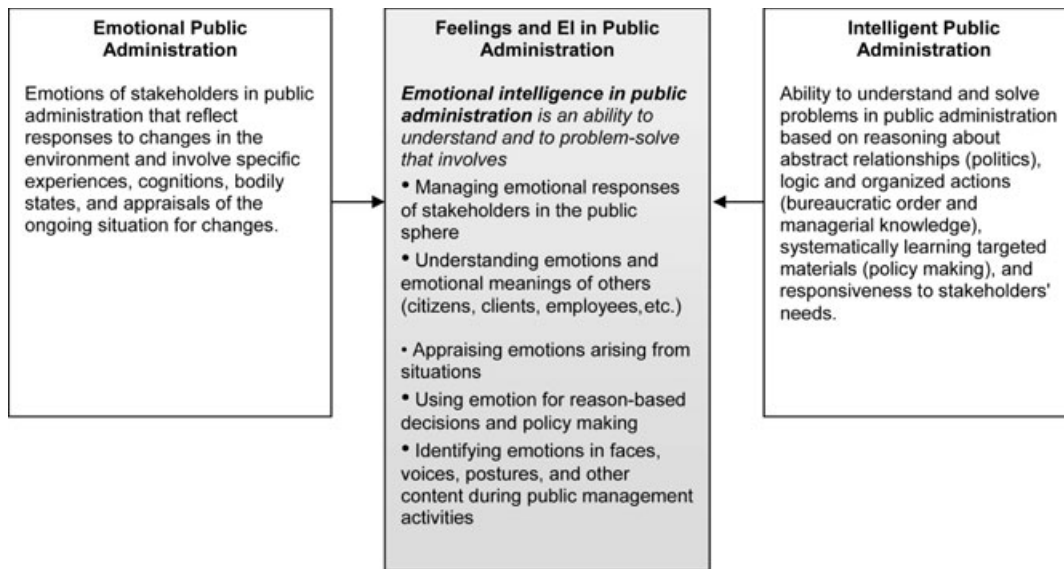 Emotional Public
Administration
Emotions of stakeholders in public
administration that reflect
responses to changes in the
environment and involve specific
experiences, cognitions, bodily
states, and appraisals of the
ongoing situation for changes.
Feelings and EI in Public
Administration
Emotional intelligence in public
administration is an ability to
understand and to problem-solve
that involves
• Managing emotional responses
of stakeholders in the public
sphere
• Understanding emotions and
emotional meanings of others
(citizens, clients, employees, etc.)
• Appraising emotions arising from
situations
• Using emotion for reason-based
decisions and policy making
• Identifying emotions in faces,
voices, postures, and other
content during public management
activities
Intelligent Public
Administration
Ability to understand and solve
problems in public administration
based on reasoning about
abstract relationships (politics),
logic and organized actions
(bureaucratic order and
managerial knowledge),
systematically learning targeted
materials (policy making), and
responsiveness to stakeholders'
needs.